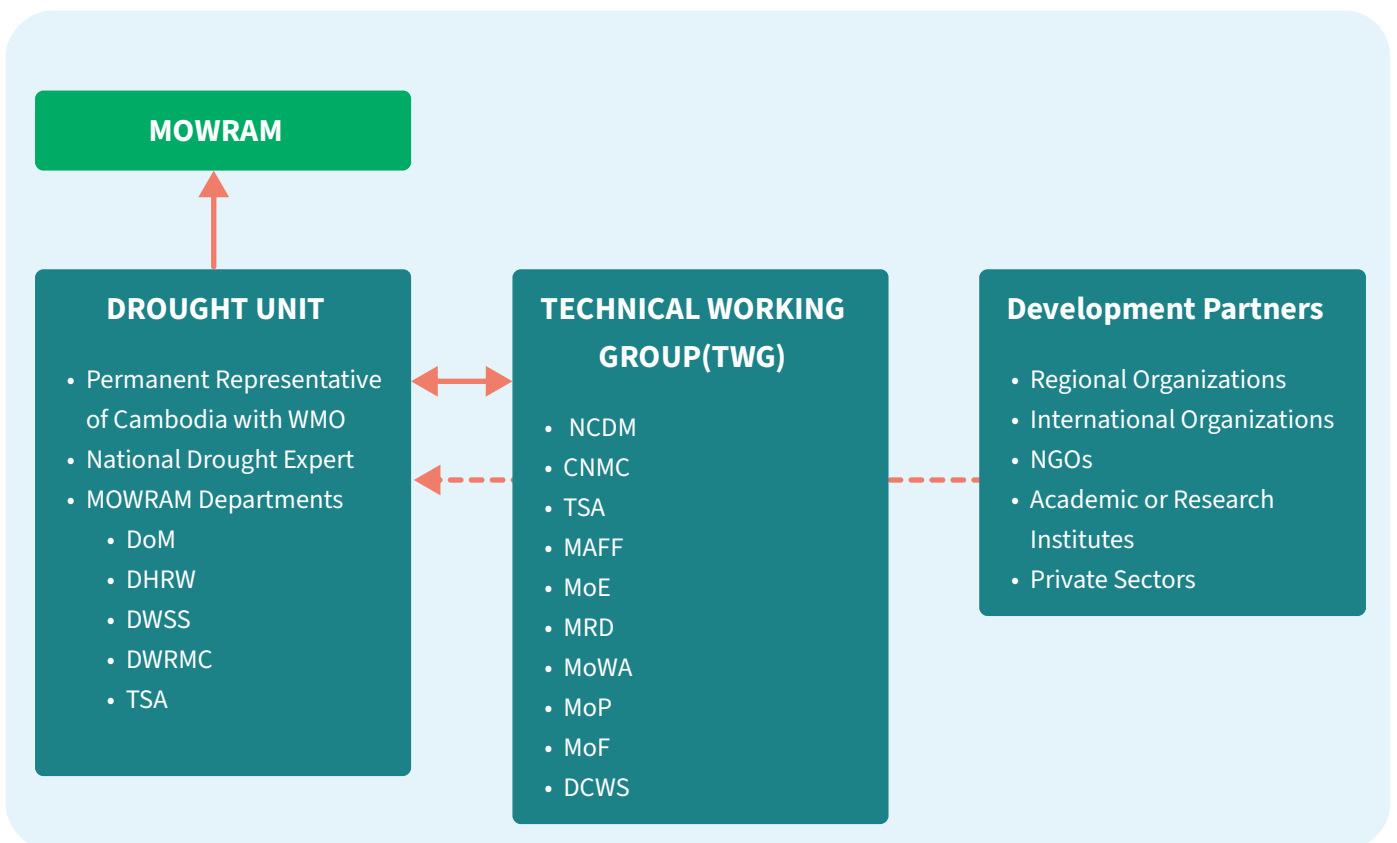 MOWRAM
DROUGHT UNIT
• Permanent Representative
of Cambodia with WMO
• National Drought Expert
• MOWRAM Departments
• DoM
• DHRW
• DWSS
• DWRMC
• TSA
TECHNICAL WORKING
GROUP(TWG)
• NCDM
• CNMC
• TSA
• MAFF
• MoE
• MRD
• MoWA
• MoP
• MoF
• DCWS
Development Partners
• Regional Organizations
• International Organizations
• NGOs
• Academic or Research
Institutes
• Private Sectors